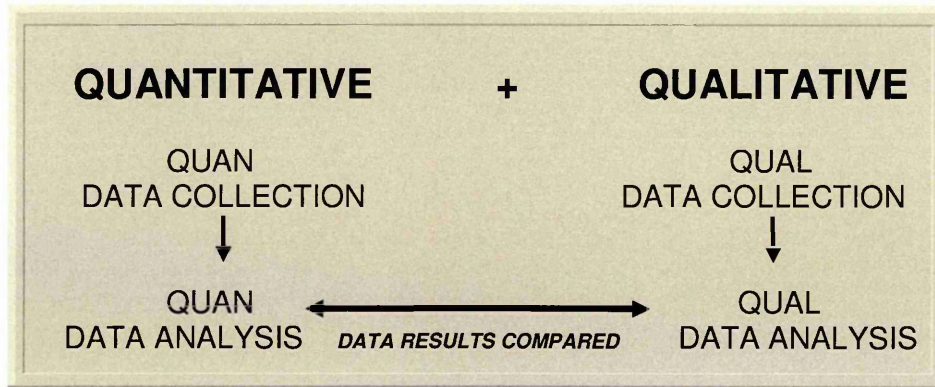 QUANTITATIVE + QUALITATIVE
QUAN
DATA COLLECTION
QUAL
DATA COLLECTION
QUAN
DATA ANALYSIS
DATA RESULTS COMPARED
QUAL
DATA ANALYSIS